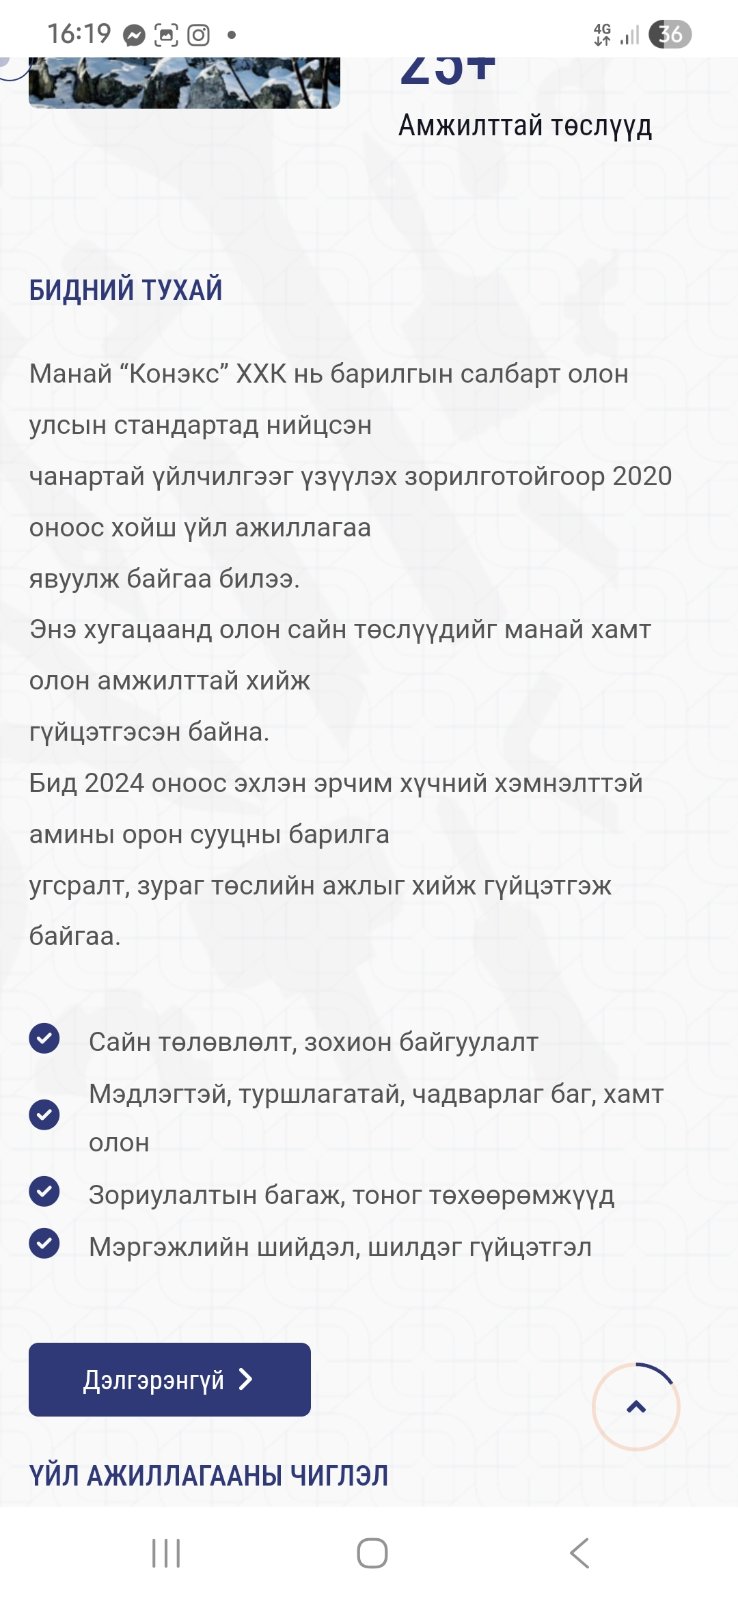 16:19
4G
36
25+
Амжилттай төслүүд
БИДНИЙ ТУХАЙ
Манай “Конэкс” ХХК нь барилгын салбарт олон
улсын стандартад нийцсэн
чанартай үйлчилгээг үзүүлэх зорилготойгоор 2020
оноос хойш үйл ажиллагаа
явуулж байгаа билээ.
Энэ хугацаанд олон сайн төслүүдийг манай хамт
олон амжилттай хийж
гүйцэтгэсэн байна.
Бид 2024 оноос эхлэн эрчим хүчний хэмнэлттэй
амины орон сууцны барилга
угсралт, зураг төслийн ажлыг хийж гүйцэтгэж
байгаа.
Сайн төлөвлөлт, зохион байгуулалт
Мэдлэгтэй, туршлагатай, чадварлаг баг, хамт
олон
Зориулалтын багаж, тоног төхөөрөмжүүд
Мэргэжлийн шийдэл, шилдэг гүйцэтгэл
Дэлгэрэнгүй
ҮЙЛ АЖИЛЛАГААНЫ ЧИГЛЭЛ